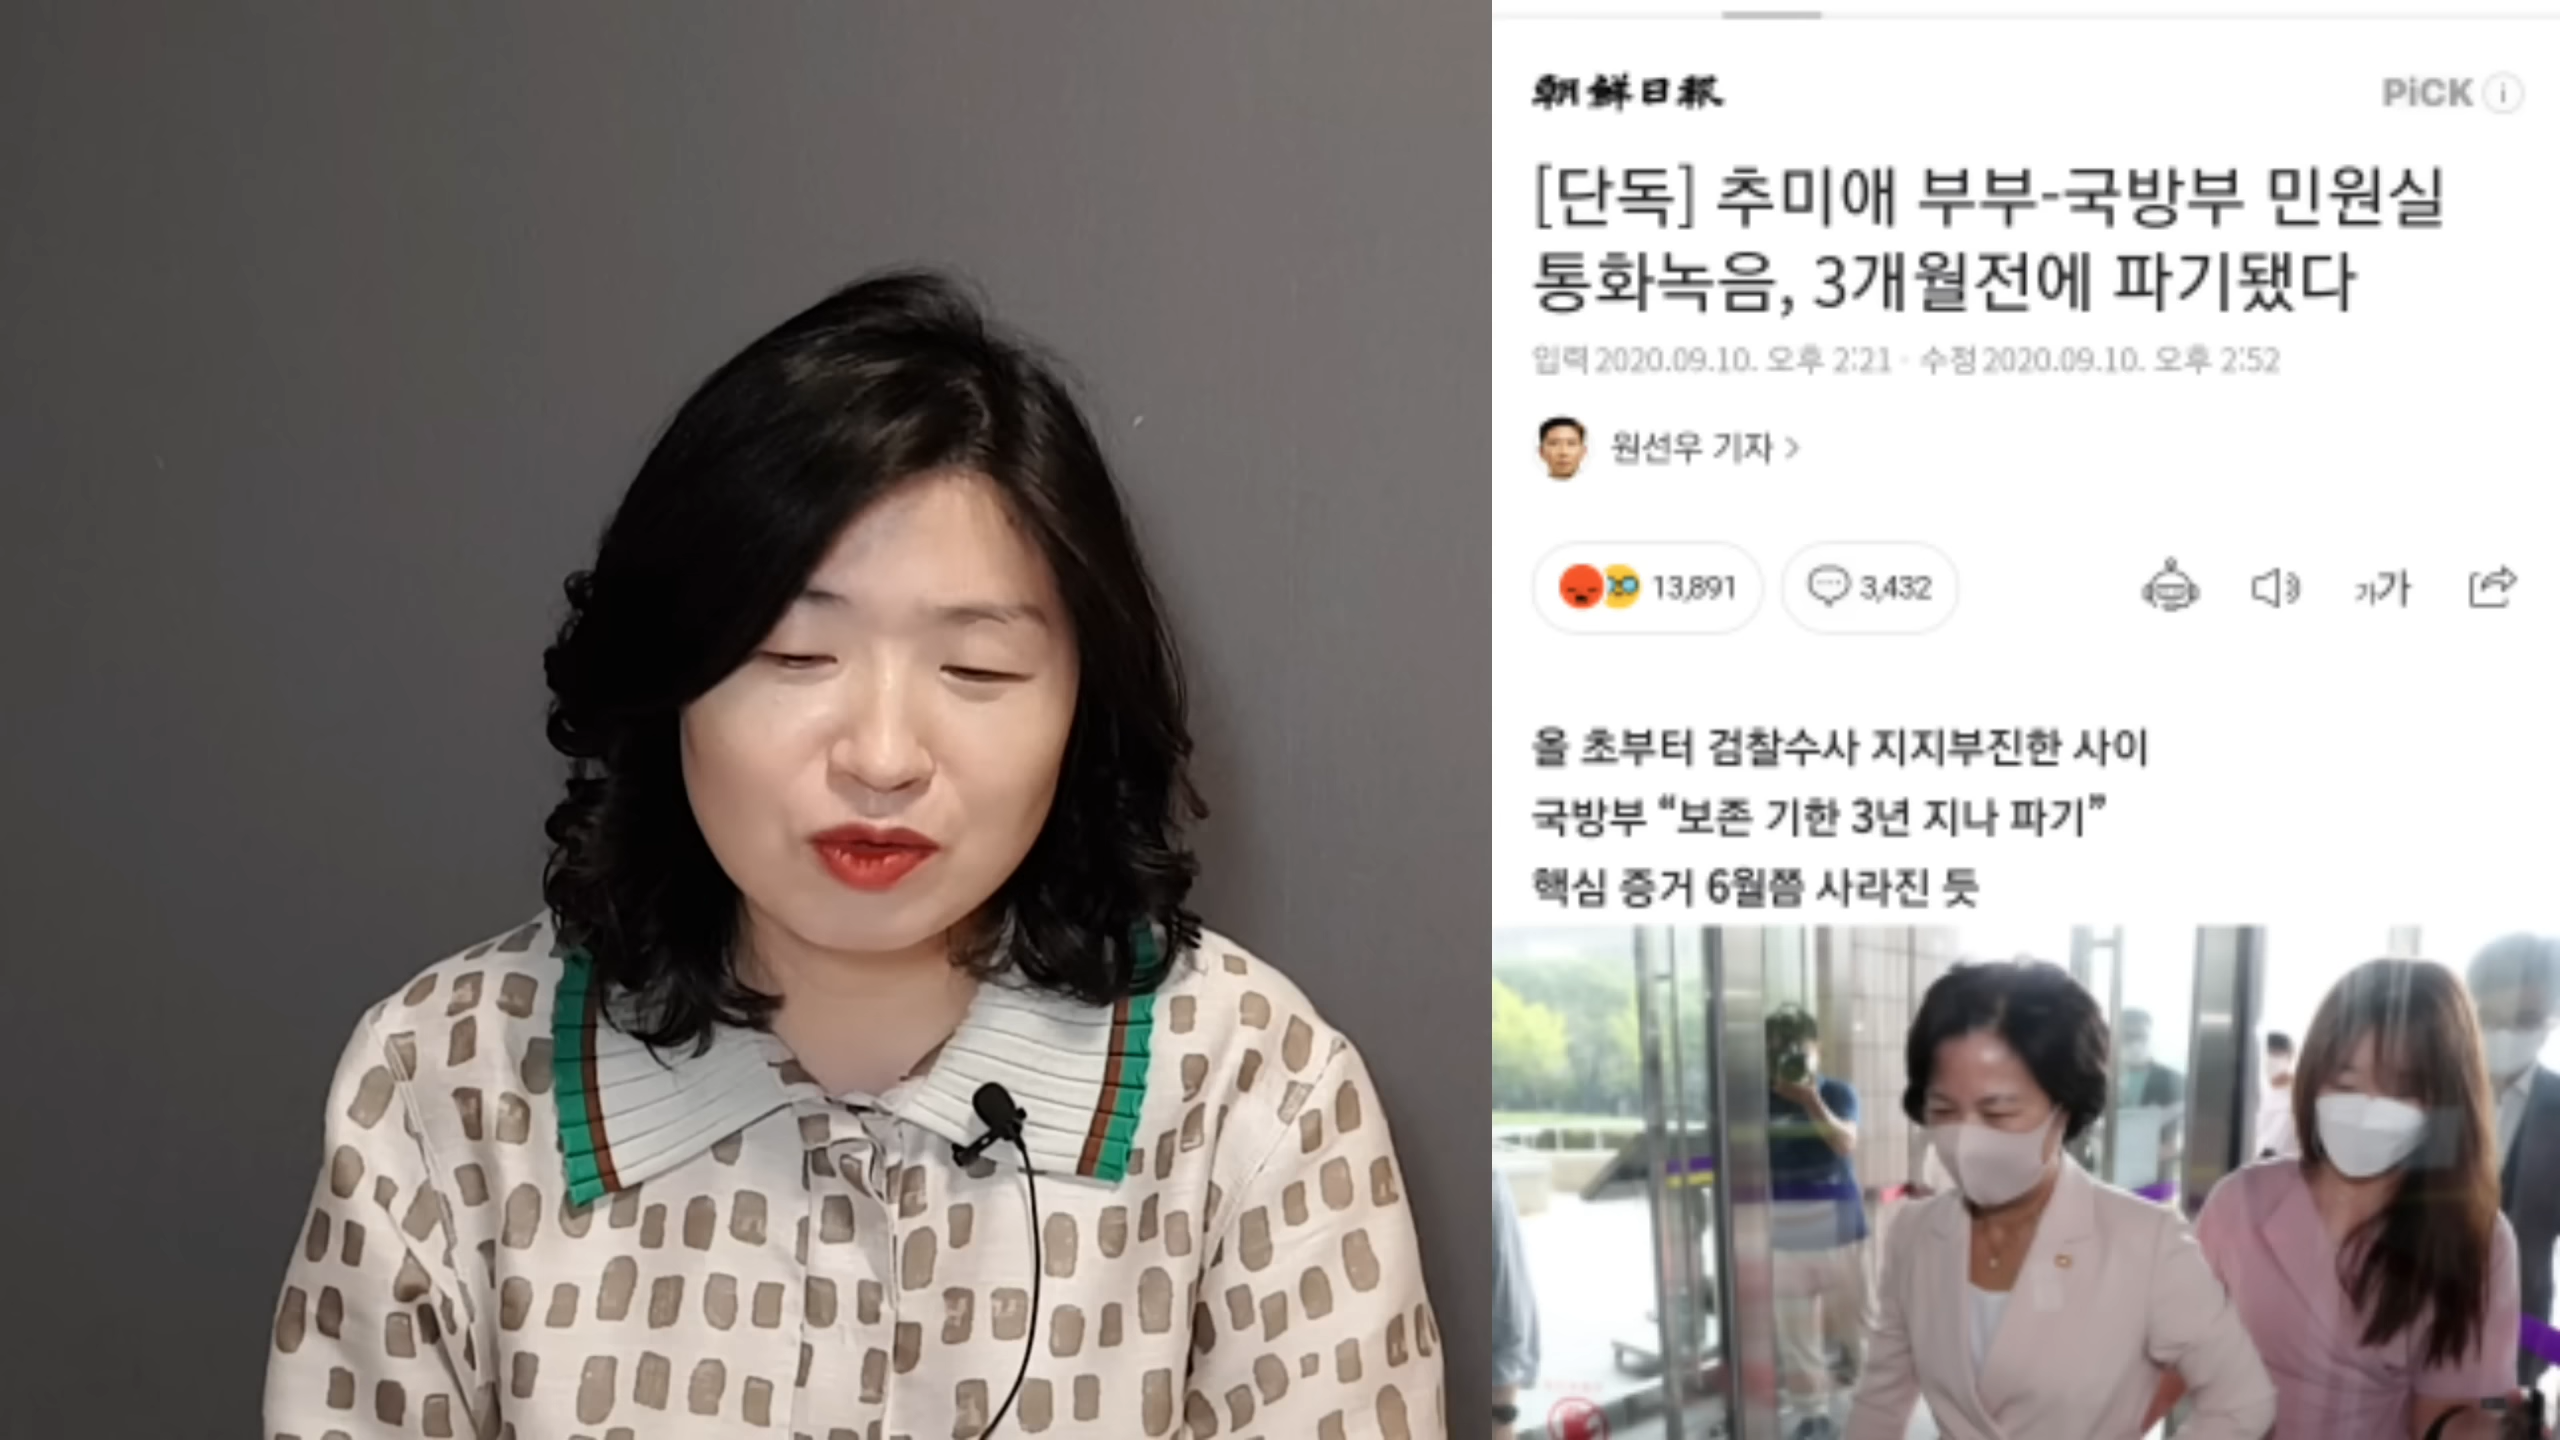 朝鮮日報
PiCK i
[단독] 추미애 부부-국방부 민원실
통화녹음, 3개월전에 파기됐다
입력 2020.09.10. 오후 2:21 · 수정 2020.09.10. 오후 2:52
원선우 기자 >
13,891 3,432 가가
올 초부터 검찰수사 지지부진한 사이
국방부 “보존 기한 3년 지나 파기”
핵심 증거 6월쯤 사라진 듯